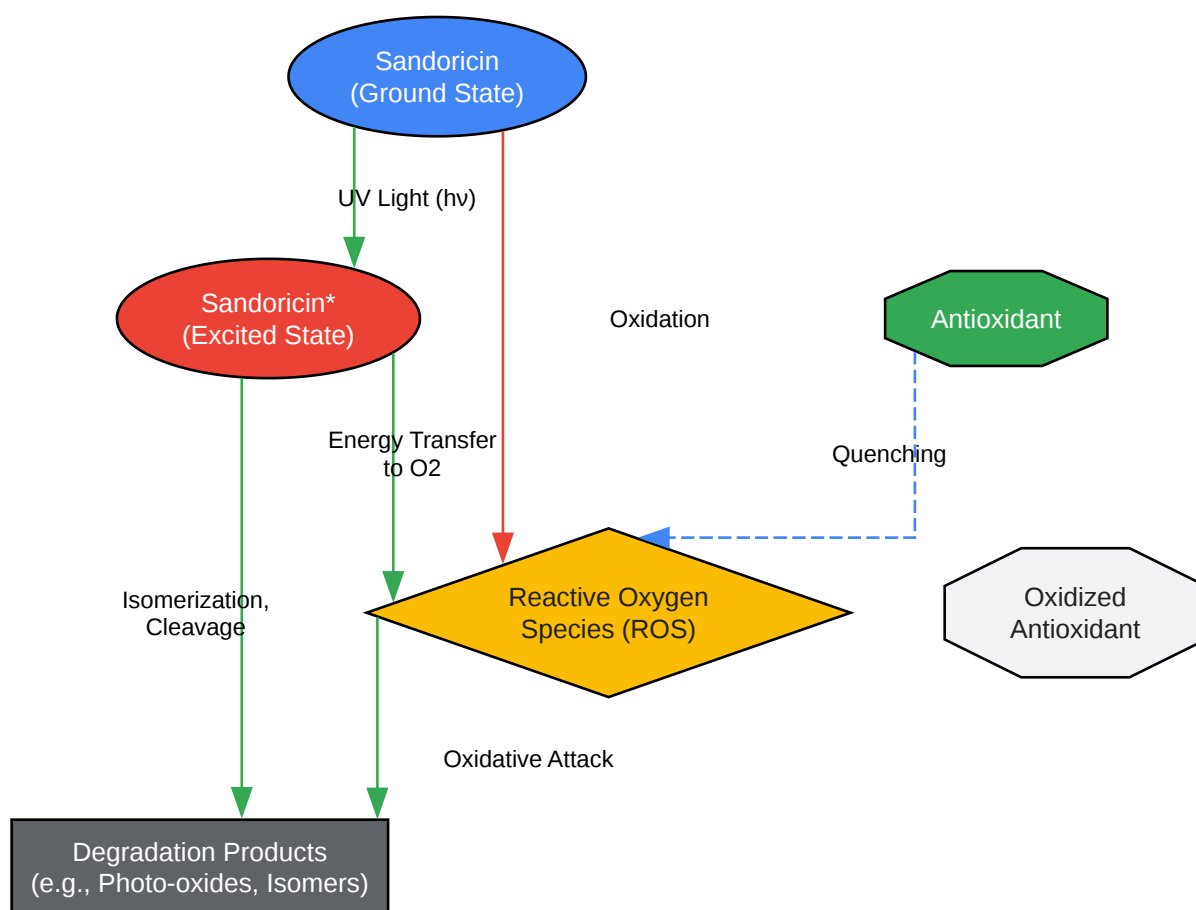 Sandoricin
(Ground State)
UV Light (hν)
Sandoricin*
(Excited State)
Oxidation
Antioxidant
Energy Transfer
to O2
Quenching
Isomerization,
Cleavage
Reactive Oxygen
Species (ROS)
Oxidized
Antioxidant
Oxidative Attack
Degradation Products
(e.g., Photo-oxides, Isomers)